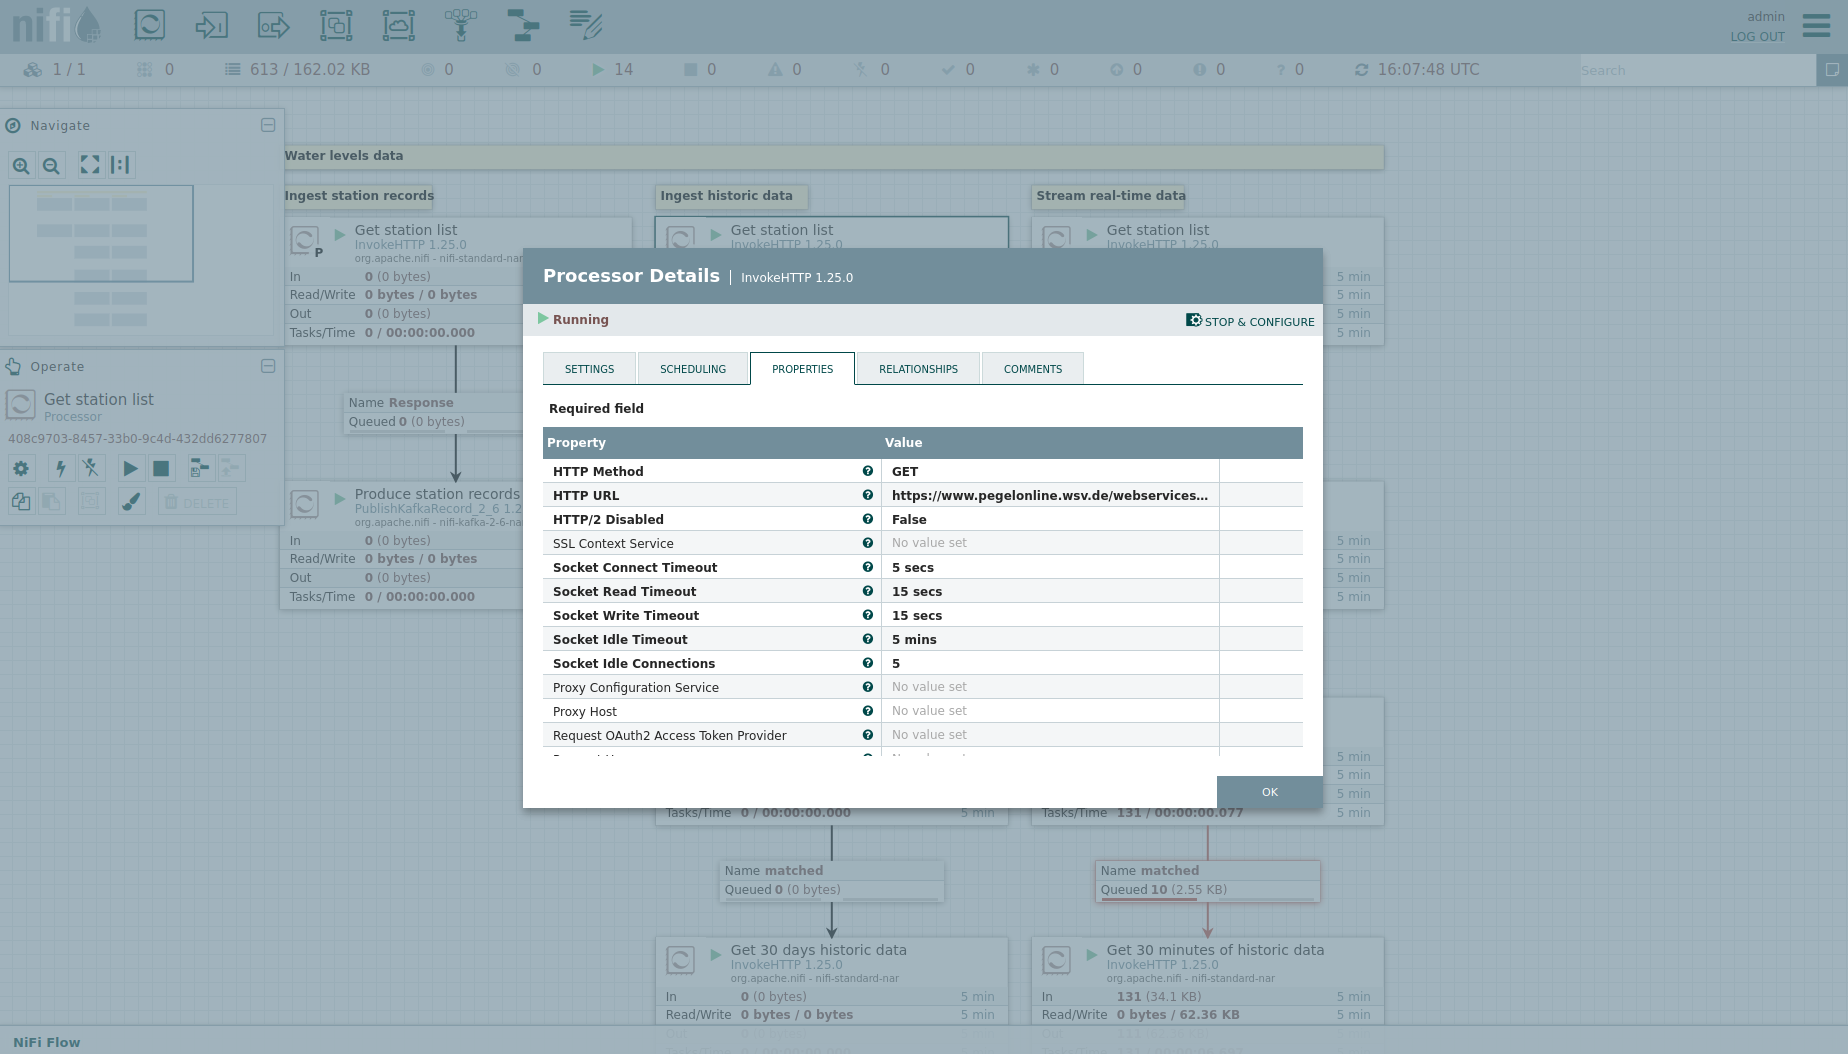 nifi
admin
LOG OUT
1 / 1
0
613 / 162.02 KB
0
0
14
0
0
0
0
0
0
0
0
16:07:48 UTC
Search
Navigate
Operate
Get station list
Processor
408c9703-8457-33b0-9c4d-432dd6277807
DELETE
Water levels data
Ingest station records
Ingest historic data
Stream real-time data
Get station list
InvokeHTTP 1.25.0
org.apache.nifi - nifi-standard-nar
P
In 0 (0 bytes)
Read/Write 0 bytes / 0 bytes
Out 0 (0 bytes)
Tasks/Time 0 / 00:00:00.000
Name Response
Queued 0 (0 bytes)
Produce station records
PublishKafkaRecord_2_6 1.2
org.apache.nifi - nifi-kafka-2-6-na
In 0 (0 bytes)
Read/Write 0 bytes / 0 bytes
Out 0 (0 bytes)
Tasks/Time 0 / 00:00:00.000
Get station list
InvokeHTTP 1.25.0
Get station list
InvokeHTTP 1.25.0
5 min
5 min
5 min
5 min
5 min
5 min
5 min
5 min
5 min
5 min
5 min
Processor Details | InvokeHTTP 1.25.0
Running
STOP & CONFIGURE
SETTINGS
SCHEDULING
PROPERTIES
RELATIONSHIPS
COMMENTS
Required field
Property Value
HTTP Method GET
HTTP URL https://www.pegelonline.wsv.de/webservices...
HTTP/2 Disabled False
SSL Context Service No value set
Socket Connect Timeout 5 secs
Socket Read Timeout 15 secs
Socket Write Timeout 15 secs
Socket Idle Timeout 5 mins
Socket Idle Connections 5
Proxy Configuration Service No value set
Proxy Host No value set
Request OAuth2 Access Token Provider No value set
OK
Tasks/Time 0 / 00:00:00.000 5 min
Tasks/Time 131 / 00:00:00.077 5 min
Name matched
Queued 0 (0 bytes)
Name matched
Queued 10 (2.55 KB)
Get 30 days historic data
InvokeHTTP 1.25.0
org.apache.nifi - nifi-standard-nar
In 0 (0 bytes) 5 min
Read/Write 0 bytes / 0 bytes 5 min
Get 30 minutes of historic data
InvokeHTTP 1.25.0
org.apache.nifi - nifi-standard-nar
In 131 (34.1 KB) 5 min
Read/Write 0 bytes / 62.36 KB 5 min
NiFi Flow